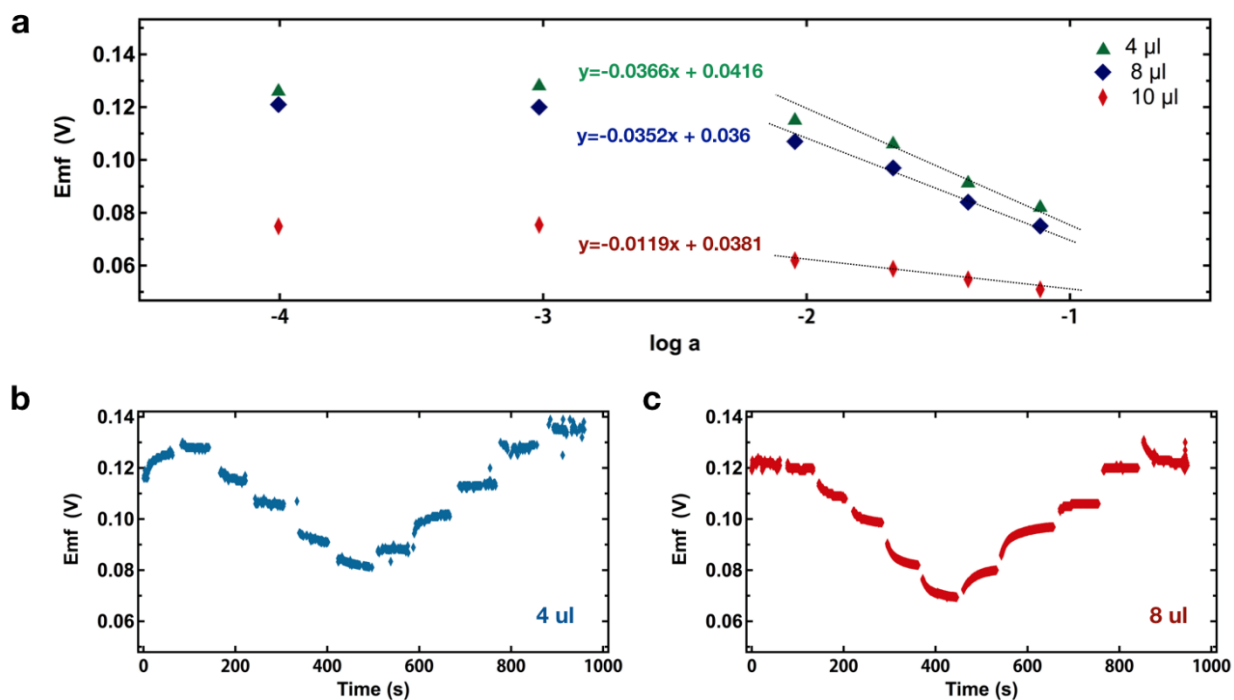 a
0.14
0.12
0.10
0.08
0.06
Emf (V)
y=-0.0366x + 0.0416
y=-0.0352x + 0.036
y=-0.0119x + 0.0381
4 µl
8 µl
10 µl
-4 -3 -2 -1
log a
b
0.14
0.12
0.10
0.08
0.06
Emf (V)
4 ul
0 200 400 600 800 1000
Time (s)
c
0.14
0.12
0.10
0.08
0.06
Emf (V)
8 ul
0 200 400 600 800 1000
Time (s)